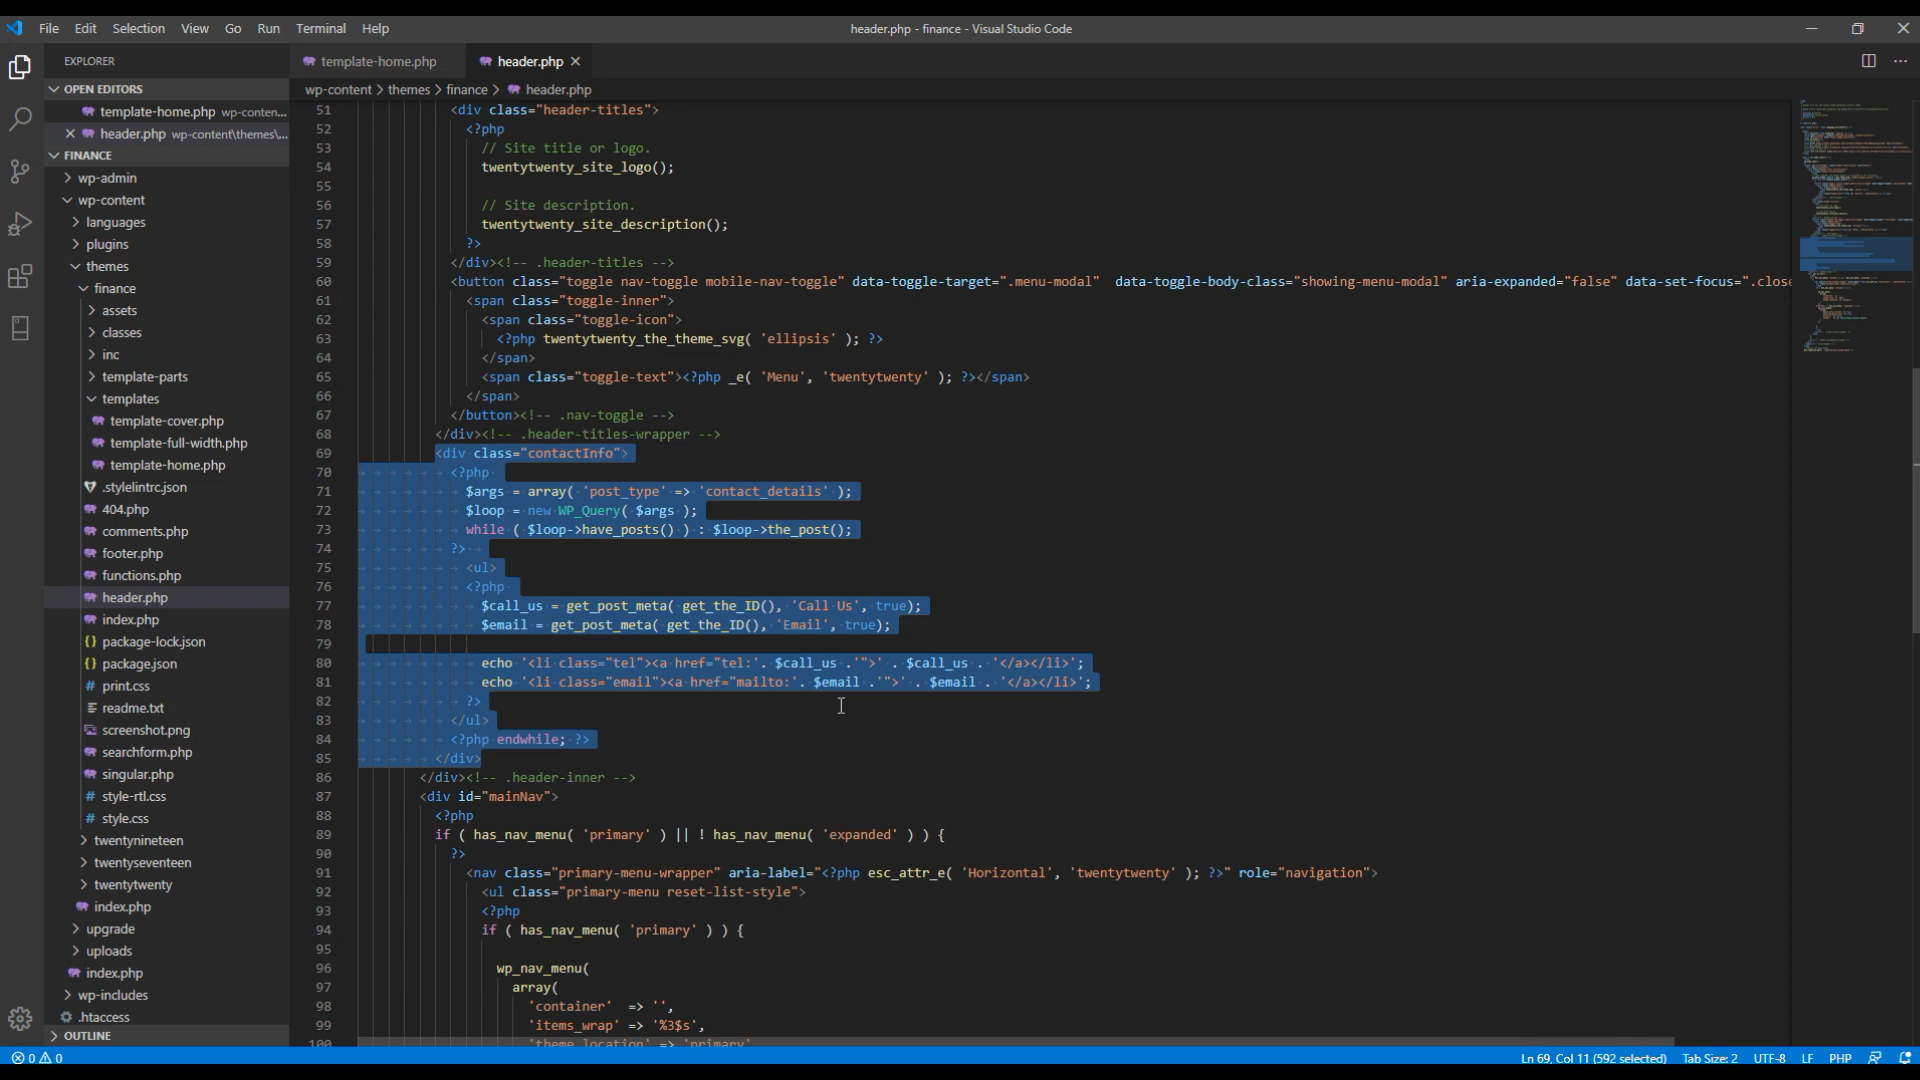 File Edit Selection View Go Run Terminal Help
header.php - finance - Visual Studio Code
EXPLORER
OPEN EDITORS
template-home.php wp-conten...
header.php wp-content\themes\...
FINANCE
wp-admin
wp-content
languages
plugins
themes
finance
assets
classes
inc
template-parts
templates
template-cover.php
template-full-width.php
template-home.php
.stylelintrc.json
404.php
comments.php
footer.php
functions.php
header.php
index.php
package-lock.json
package.json
print.css
readme.txt
screenshot.png
searchform.php
singular.php
style-rtl.css
style.css
twentynineteen
twentyseventeen
twentytwenty
index.php
upgrade
uploads
index.php
wp-includes
.htaccess
OUTLINE
template-home.php
header.php
wp-content > themes > finance > header.php
51 <div class="header-titles">
52 <?php
53 // Site title or logo.
54 twentytwenty_site_logo();
55
56 // Site description.
57 twentytwenty_site_description();
58 ?>
59 </div><!-- .header-titles -->
60 <button class="toggle nav-toggle mobile-nav-toggle" data-toggle-target=".menu-modal"  data-toggle-body-class="showing-menu-modal" aria-expanded="false" data-set-focus=".close
61 <span class="toggle-inner">
62 <span class="toggle-icon">
63 <?php twentytwenty_the_theme_svg( 'ellipsis' ); ?>
64 </span>
65 <span class="toggle-text"><?php _e( 'Menu', 'twentytwenty' ); ?></span>
66 </span>
67 </button><!-- .nav-toggle -->
68 </div><!-- .header-titles-wrapper -->
69 <div class="contactInfo">
70 <?php
71 $args = array( 'post_type' => 'contact_details' );
72 $loop = new WP_Query( $args );
73 while ( $loop->have_posts() ) : $loop->the_post();
74 ?>
75 <ul>
76 <?php
77 $call_us = get_post_meta( get_the_ID(), 'Call Us', true);
78 $email = get_post_meta( get_the_ID(), 'Email', true);
79
80 echo '<li class="tel"><a href="tel:'. $call_us .'">' . $call_us . '</a></li>';
81 echo '<li class="email"><a href="mailto:'. $email .'">' . $email . '</a></li>';
82 ?>
83 </ul>
84 <?php endwhile; ?>
85 </div>
86 </div><!-- .header-inner -->
87 <div id="mainNav">
88 <?php
89 if ( has_nav_menu( 'primary' ) || ! has_nav_menu( 'expanded' ) ) {
90 ?>
91 <nav class="primary-menu-wrapper" aria-label="<?php esc_attr_e( 'Horizontal', 'twentytwenty' ); ?>" role="navigation">
92 <ul class="primary-menu reset-list-style">
93 <?php
94 if ( has_nav_menu( 'primary' ) ) {
95
96 wp_nav_menu(
97 array(
98 'container'  => '',
99 'items_wrap' => '%3$s',
100 'theme_location' => 'primary'
0 0
Ln 69, Col 11 (592 selected) Tab Size: 2 UTF-8 LF PHP